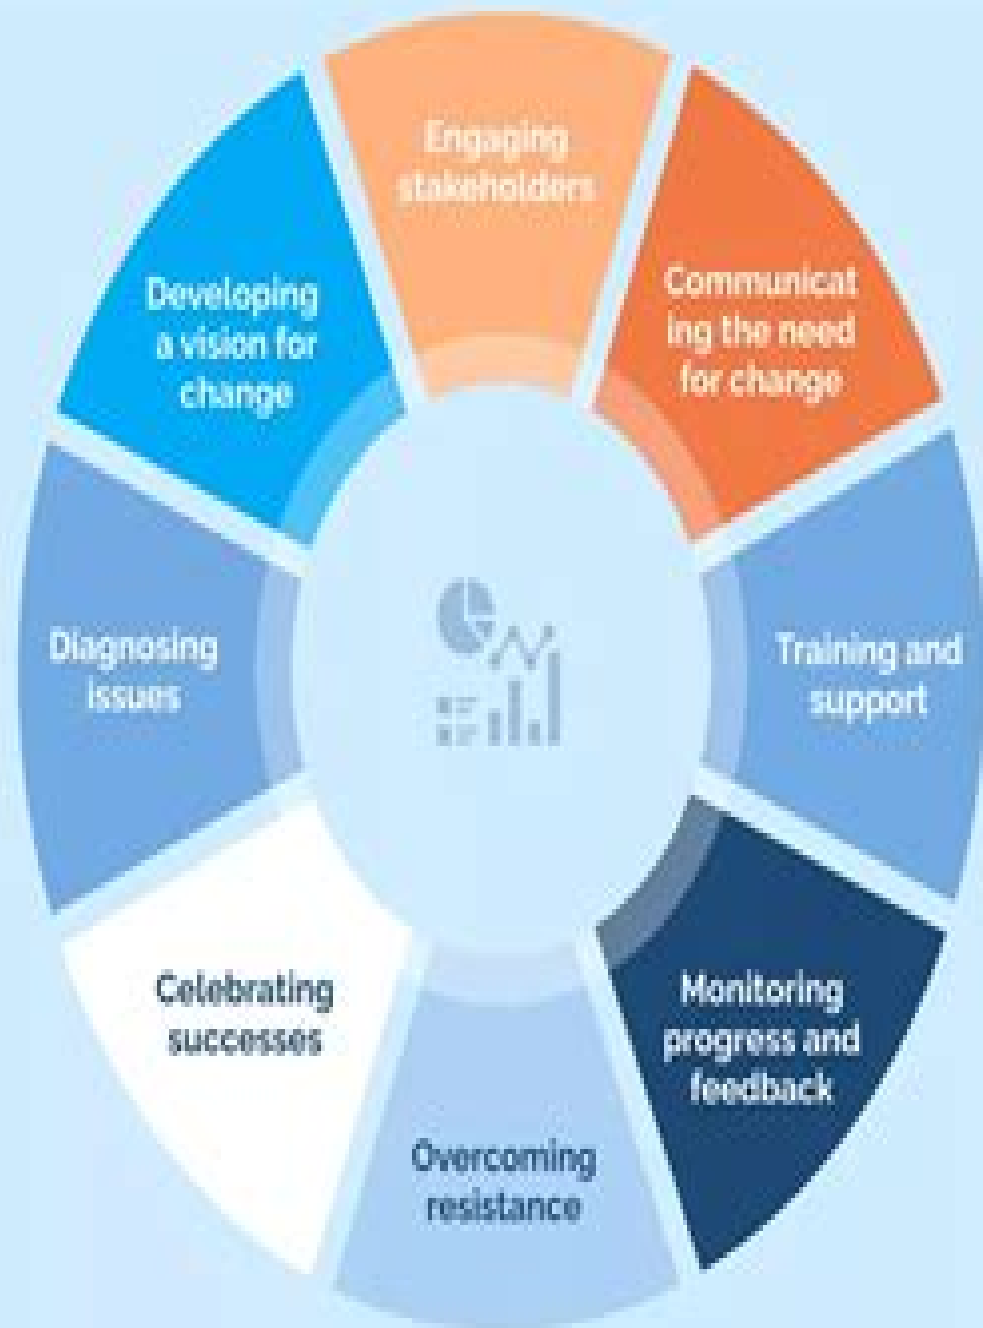 Engaging
stakeholders
Communicat
ing the need
for change
Training and
support
Monitoring
progress and
feedback
Overcoming
resistance
Celebrating
successes
Diagnosing
issues
Developing
a vision for
change